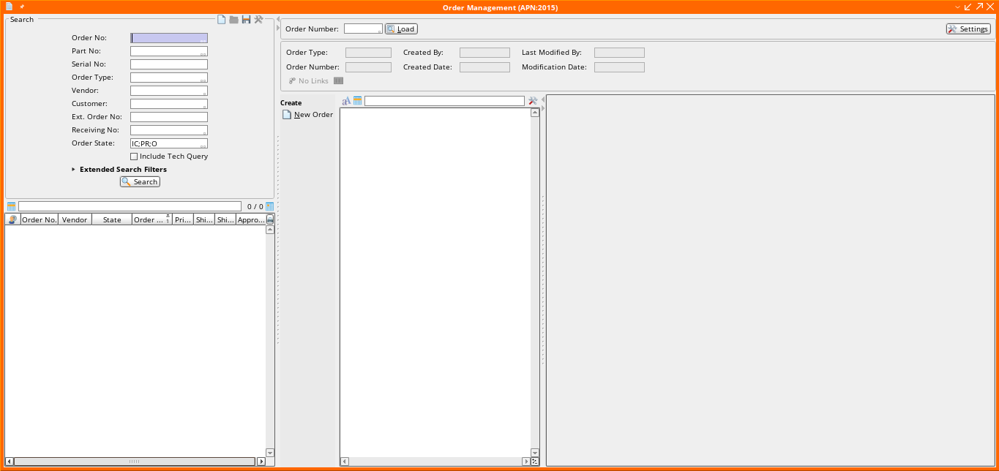 Order Management (APN:2015)
Search
Order No:
Part No:
Serial No:
Order Type:
Vendor:
Customer:
Ext. Order No:
Receiving No:
Order State: IC;PR;O
Include Tech Query
Extended Search Filters
Search
0 / 0
Order No. Vendor State Order ... 1 Pri... Shi... Shi... Appro...
Order Number: Load Settings
Order Type: Created By: Last Modified By:
Order Number: Created Date: Modification Date:
No Links
Create
New Order